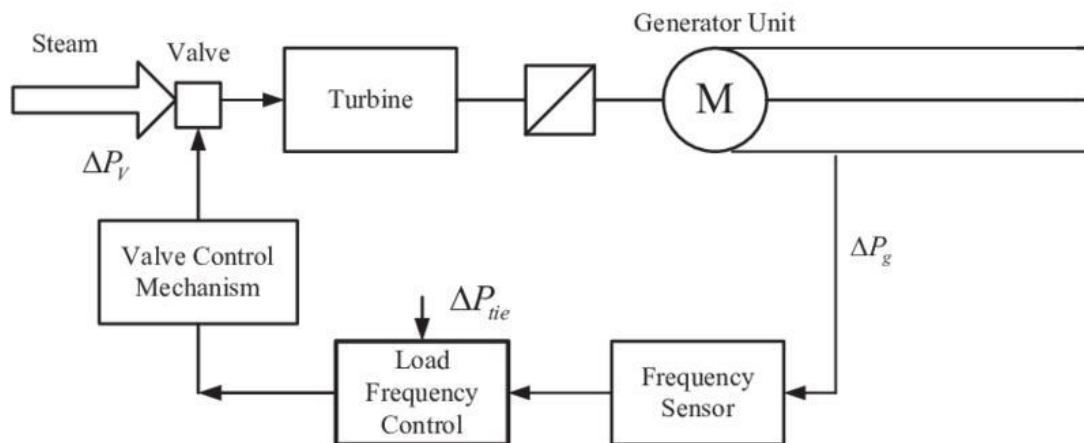 Generator Unit
Steam
Valve
Turbine
M
ΔP_V
Valve Control
Mechanism
ΔP_g
ΔP_tie
Load
Frequency
Control
Frequency
Sensor